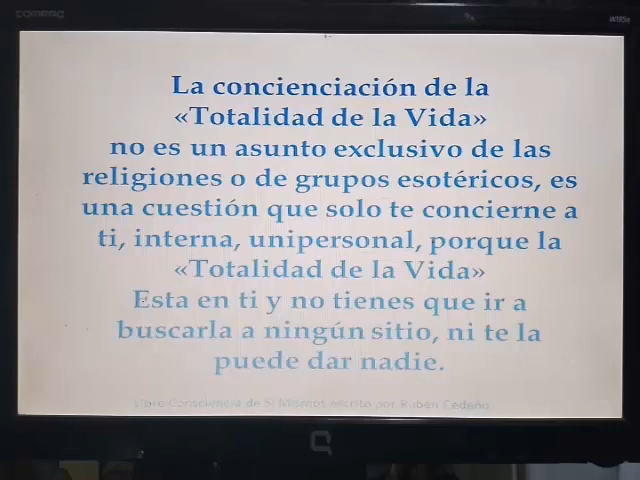 COMPAQ
W185e
La concienciación de la
«Totalidad de la Vida»
no es un asunto exclusivo de las
religiones o de grupos esotéricos, es
una cuestión que solo te concierne a
ti, interna, unipersonal, porque la
«Totalidad de la Vida»
Esta en ti y no tienes que ir a
buscarla a ningún sitio, ni te la
puede dar nadie.
Libro Consciencia de Si Mismos escrito por Rubén Cedeño